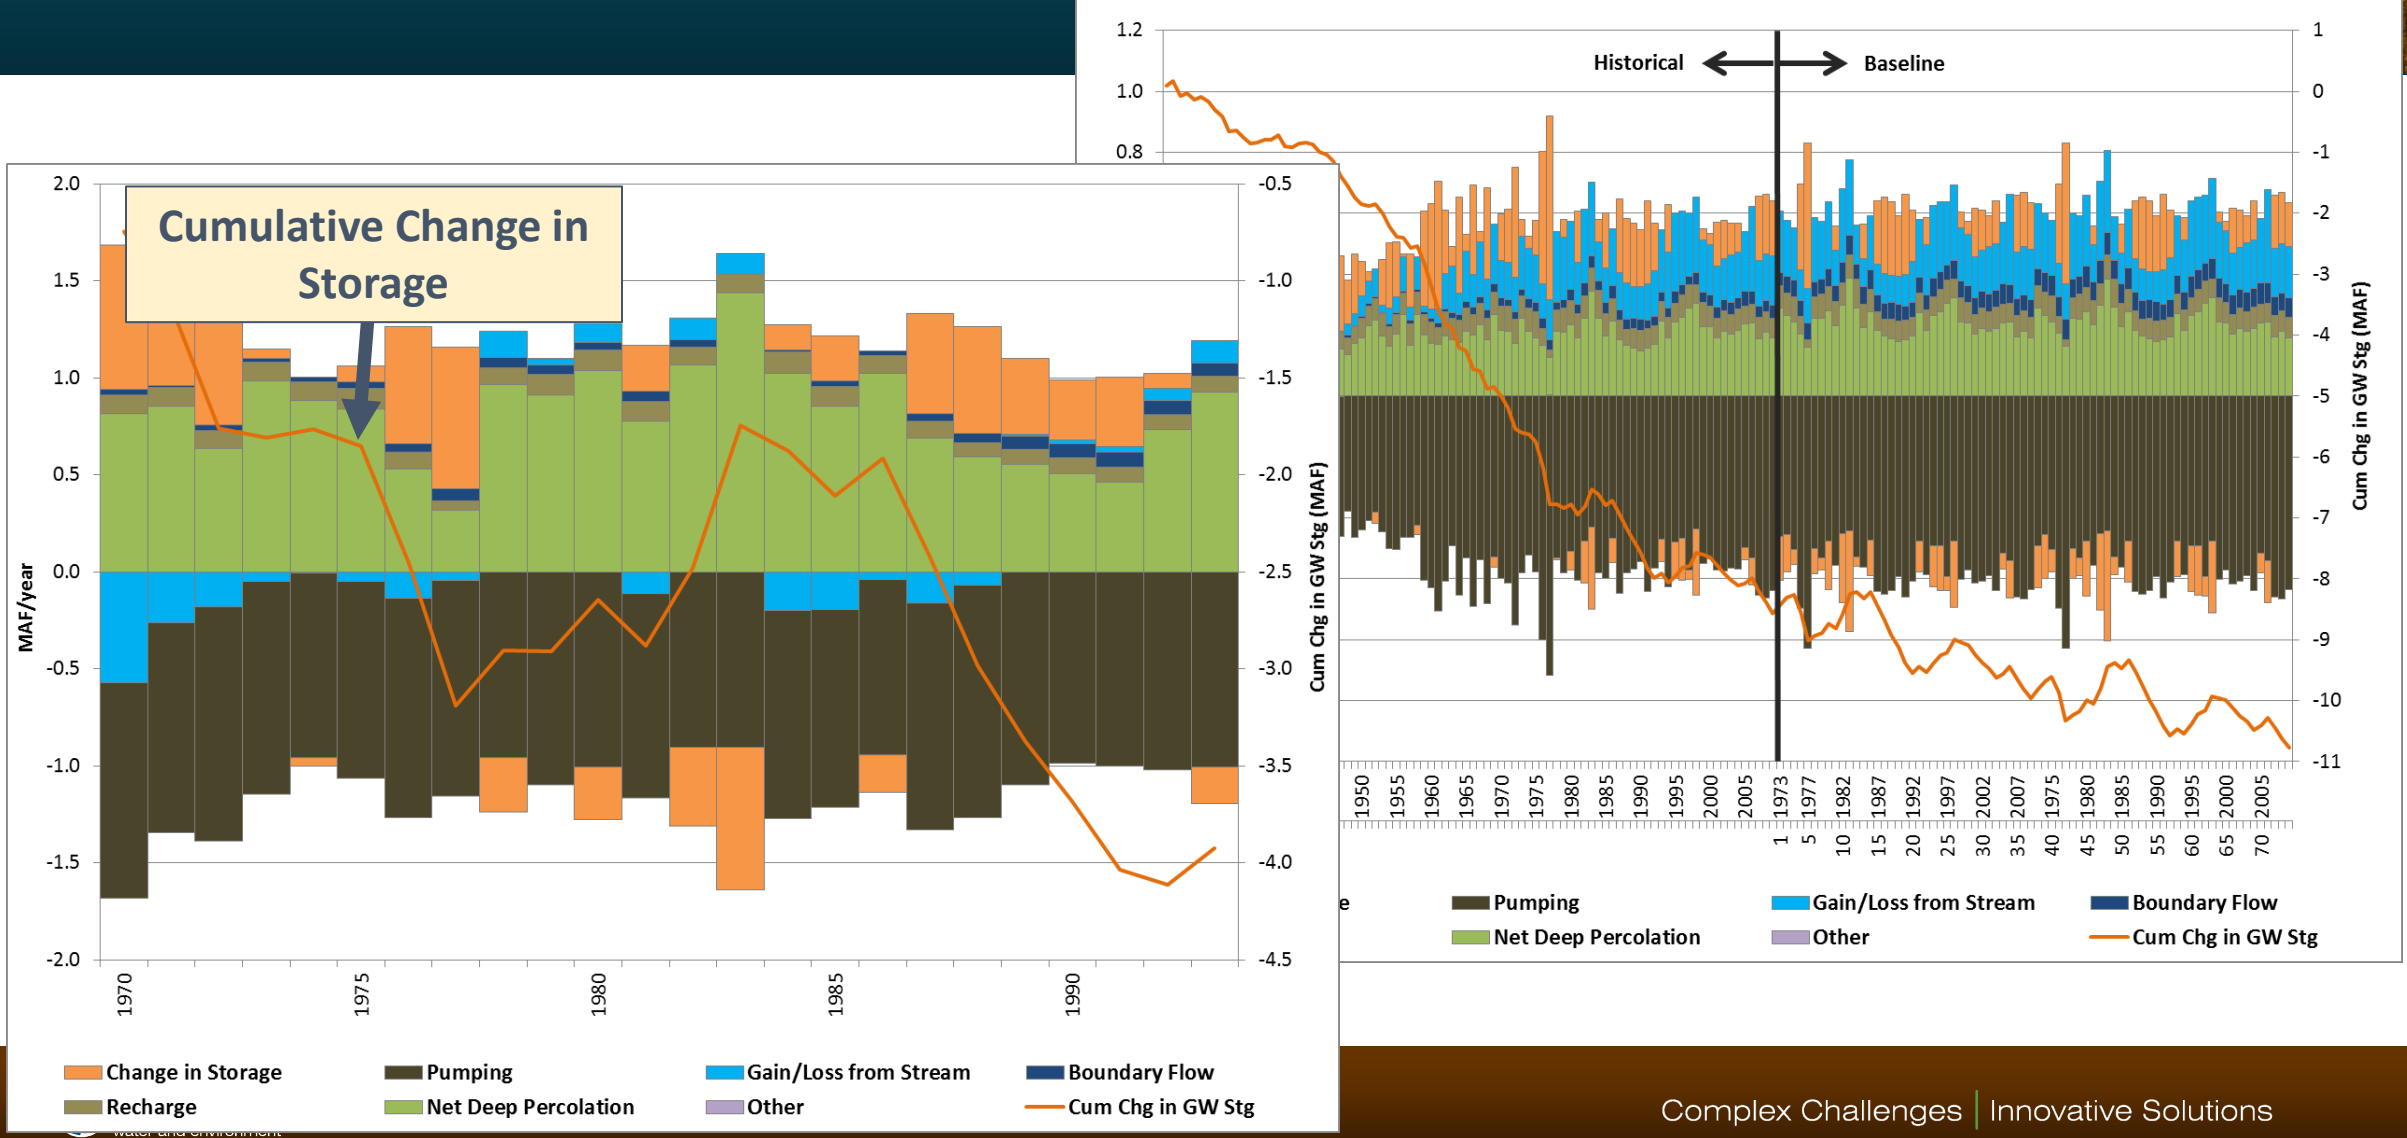 1.2
1.0
0.8
Historical
Baseline
1
0
-1
-2
-3
-4
-5
-6
-7
-8
-9
-10
-11
Cum Chg in GW Stg (MAF)
1950 1955 1960 1965 1970 1975 1980 1985 1990 1995 2000 2005 1973 1977 1982 1987 1992 1997 2002 2007 1975 1980 1985 1990 1995 2000 2005
1 5 10 15 20 25 30 35 40 45 50 55 60 65 70
e
Pumping
Gain/Loss from Stream
Boundary Flow
Net Deep Percolation
Other
Cum Chg in GW Stg
Cumulative Change in
Storage
2.0
1.5
1.0
0.5
0.0
-0.5
-1.0
-1.5
-2.0
MAF/year
-0.5
-1.0
-1.5
-2.0
-2.5
-3.0
-3.5
-4.0
-4.5
Cum Chg in GW Stg (MAF)
1970 1975 1980 1985 1990
Change in Storage
Pumping
Gain/Loss from Stream
Boundary Flow
Recharge
Net Deep Percolation
Other
Cum Chg in GW Stg
water and environment
Complex Challenges | Innovative Solutions